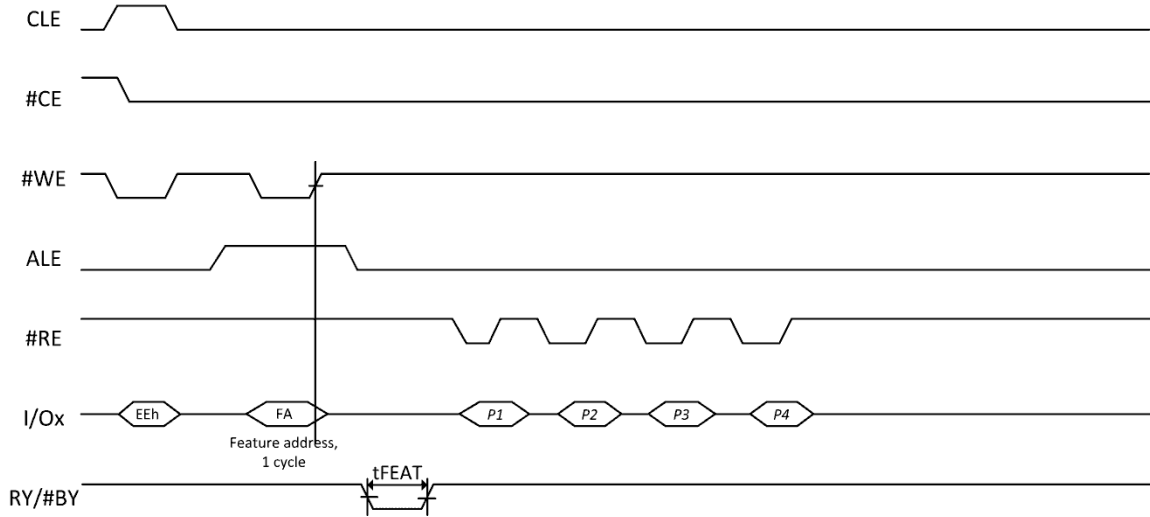 CLE
#CE
#WE
ALE
#RE
I/Ox EEh FA P1 P2 P3 P4
Feature address,
1 cycle
tFEAT
RY/#BY